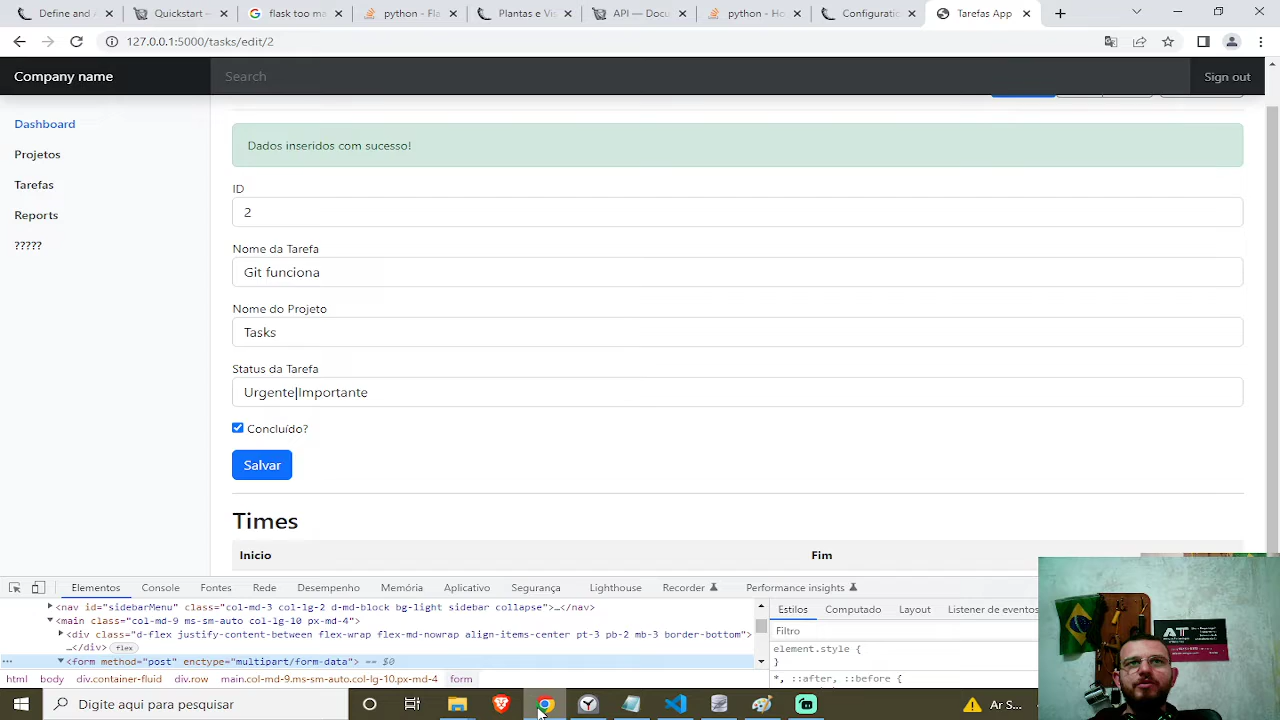 Define and
Quickstart
flask too ma
python - Fla
Plantas e Vis
API — Docu
python - Ho
Configuratio
Tarefas App
127.0.0.1:5000/tasks/edit/2
Company name
Search
Sign out
Dashboard
Projetos
Tarefas
Reports
?????
Dados inseridos com sucesso!
ID
2
Nome da Tarefa
Git funciona
Nome do Projeto
Tasks
Status da Tarefa
Urgente|Importante
Concluído?
Salvar
Times
Inicio
Fim
Elementos
Console
Fontes
Rede
Desempenho
Memória
Aplicativo
Segurança
Lighthouse
Recorder
Performance insights
<nav id="sidebarMenu" class="col-md-3 col-lg-2 d-md-block bg-light sidebar collapse">…</nav>
<main class="col-md-9 ms-sm-auto col-lg-10 px-md-4">
<div class="d-flex justify-content-between flex-wrap flex-md-nowrap align-items-center pt-3 pb-2 mb-3 border-bottom">
…</div> flex
<form method="post" enctype="multipart/form-data"> == $0
html
body
div.container-fluid
div.row
main.col-md-9.ms-sm-auto.col-lg-10.px-md-4
form
Estilos
Computado
Layout
Listener de eventos
Filtro
element.style {
*, ::after, ::before {
AT
Digite aqui para pesquisar
Ar S...